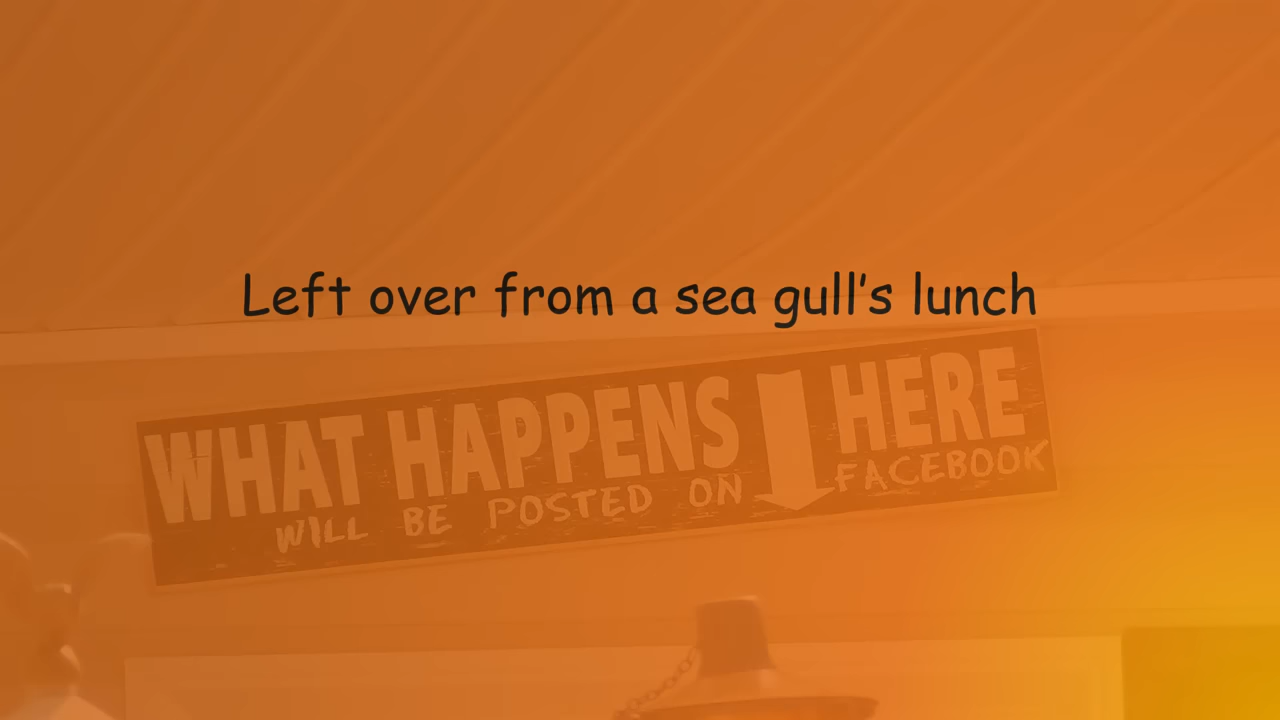 Left over from a sea gull's lunch
WHAT HAPPENS HERE
WILL BE POSTED ON FACEBOOK